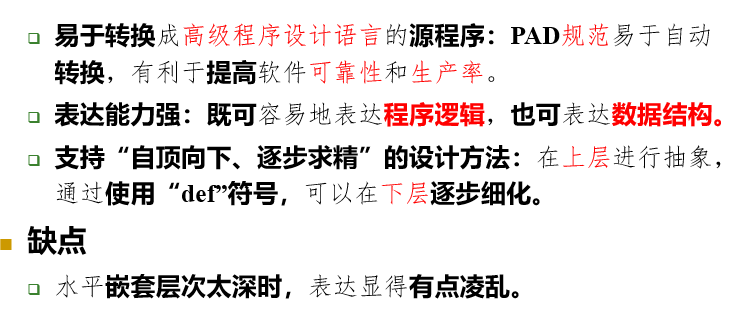 易于转换成高级程序设计语言的源程序：PAD规范易于自动
转换，有利于提高软件可靠性和生产率。
表达能力强：既可容易地表达程序逻辑，也可表达数据结构。
支持“自顶向下、逐步求精”的设计方法：在上层进行抽象，
通过使用“def”符号，可以在下层逐步细化。
缺点
水平嵌套层次太深时，表达显得有点凌乱。